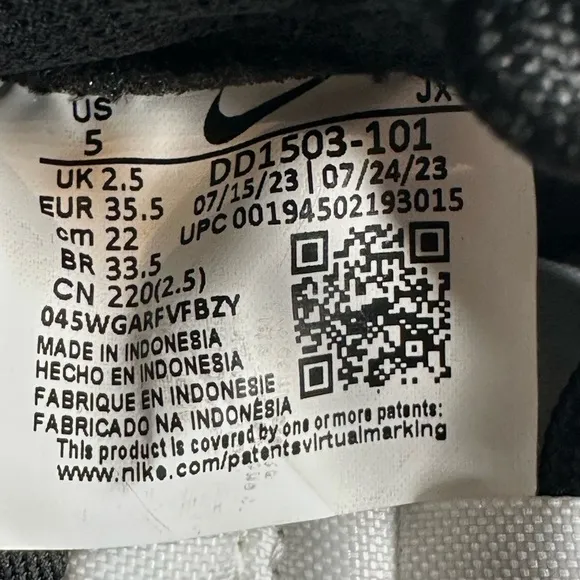 US
5
JX
UK 2.5
DD1503-101
EUR 35.5
07/15/23 | 07/24/23
cm 22
UPC 00194502193015
BR 33.5
CN 220(2.5)
045WGARFVFBZY
MADE IN INDONESIA
HECHO EN INDONESIA
FABRIQUE EN INDONESIE
FABRICADO NA INDONÉSIA
This product is covered by one or more patents:
www.nike.com/patentsvirtualmarking